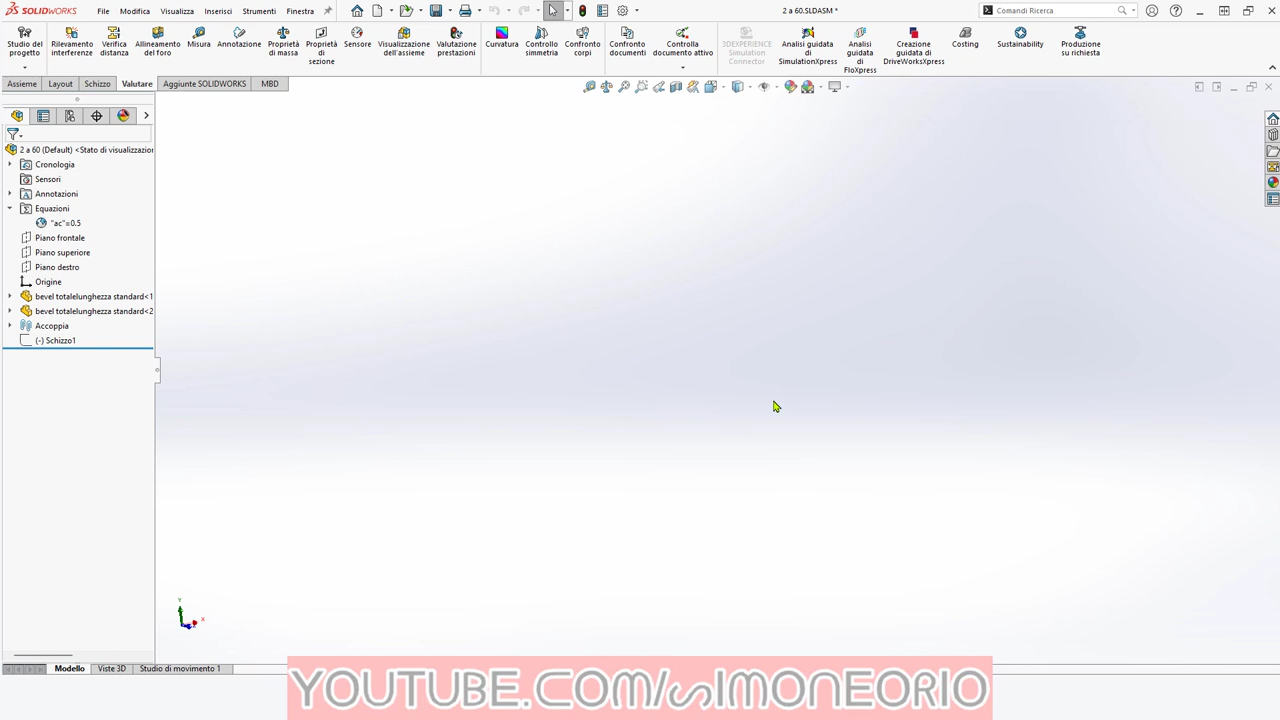 SOLIDWORKS File Modifica Visualizza Inserisci Strumenti Finestra 2 a 60.SLDASM * Comandi Ricerca
Studio del progetto
Rilevamento interferenze
Verifica distanza
Allineamento del foro
Misura
Annotazione
Proprietà di massa
Proprietà di sezione
Sensore
Visualizzazione dell'assieme
Valutazione prestazioni
Curvatura
Controllo simmetria
Confronto corpi
Confronto documenti
Controlla documento attivo
3DEXPERIENCE Simulation Connector
Analisi guidata di SimulationXpress
Analisi guidata di FloXpress
Creazione guidata di DriveWorksXpress
Costing
Sustainability
Produzione su richiesta
Assieme Layout Schizzo Valutare Aggiunte SOLIDWORKS MBD
2 a 60 (Default) <Stato di visualizzazion
Cronologia
Sensori
Annotazioni
Equazioni
"ac"=0.5
Piano frontale
Piano superiore
Piano destro
Origine
bevel totalelunghezza standard<1
bevel totalelunghezza standard<2
Accoppia
(-) Schizzo1
Y
X
Modello Viste 3D Studio di movimento 1
YOUTUBE.COM/SIMONEORIO